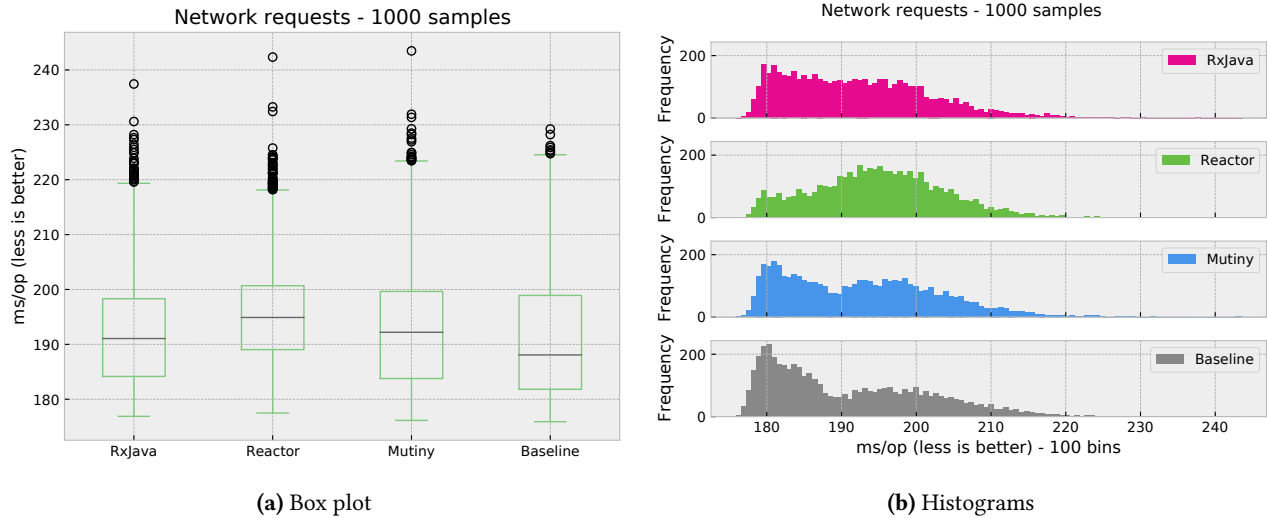 Network requests - 1000 samples
ms/op (less is better)
240
230
220
210
200
190
180
RxJava Reactor Mutiny Baseline
(a) Box plot
Network requests - 1000 samples
Frequency
200
0
RxJava
Frequency
200
0
Reactor
Frequency
200
0
Mutiny
Frequency
200
0
Baseline
180 190 200 210 220 230 240
ms/op (less is better) - 100 bins
(b) Histograms